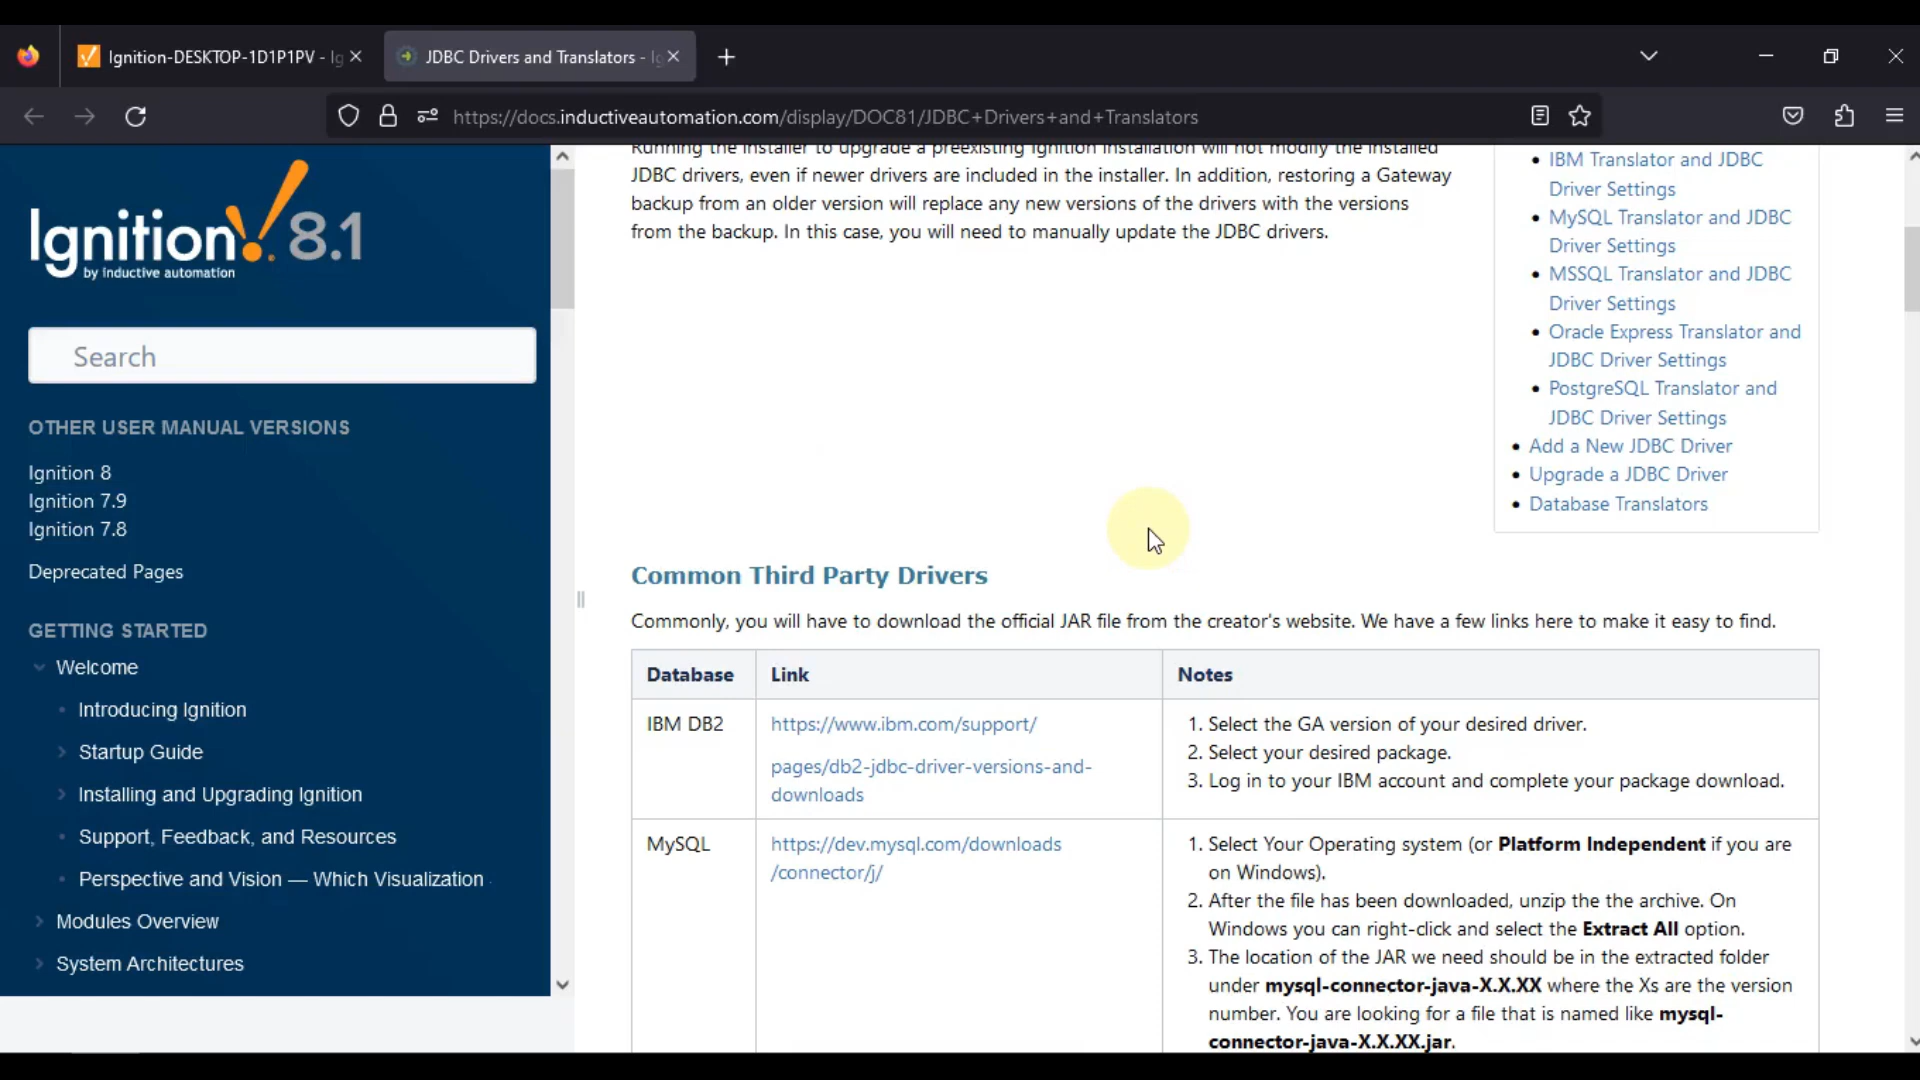 Ignition-DESKTOP-1D1P1PV - Ig
JDBC Drivers and Translators - Ig
https://docs.inductiveautomation.com/display/DOC81/JDBC+Drivers+and+Translators
Ignition! 8.1
by inductive automation
Search
OTHER USER MANUAL VERSIONS
Ignition 8
Ignition 7.9
Ignition 7.8
Deprecated Pages
GETTING STARTED
Welcome
Introducing Ignition
Startup Guide
Installing and Upgrading Ignition
Support, Feedback, and Resources
Perspective and Vision — Which Visualization
Modules Overview
System Architectures
Running the installer to upgrade a preexisting Ignition installation will not modify the installed
JDBC drivers, even if newer drivers are included in the installer. In addition, restoring a Gateway
backup from an older version will replace any new versions of the drivers with the versions
from the backup. In this case, you will need to manually update the JDBC drivers.
IBM Translator and JDBC
Driver Settings
MySQL Translator and JDBC
Driver Settings
MSSQL Translator and JDBC
Driver Settings
Oracle Express Translator and
JDBC Driver Settings
PostgreSQL Translator and
JDBC Driver Settings
Add a New JDBC Driver
Upgrade a JDBC Driver
Database Translators
Common Third Party Drivers
Commonly, you will have to download the official JAR file from the creator's website. We have a few links here to make it easy to find.
Database Link Notes
IBM DB2
https://www.ibm.com/support/
pages/db2-jdbc-driver-versions-and-
downloads
1. Select the GA version of your desired driver.
2. Select your desired package.
3. Log in to your IBM account and complete your package download.
MySQL
https://dev.mysql.com/downloads
/connector/j/
1. Select Your Operating system (or Platform Independent if you are
on Windows).
2. After the file has been downloaded, unzip the the archive. On
Windows you can right-click and select the Extract All option.
3. The location of the JAR we need should be in the extracted folder
under mysql-connector-java-X.X.XX where the Xs are the version
number. You are looking for a file that is named like mysql-
connector-java-X.X.XX.jar.